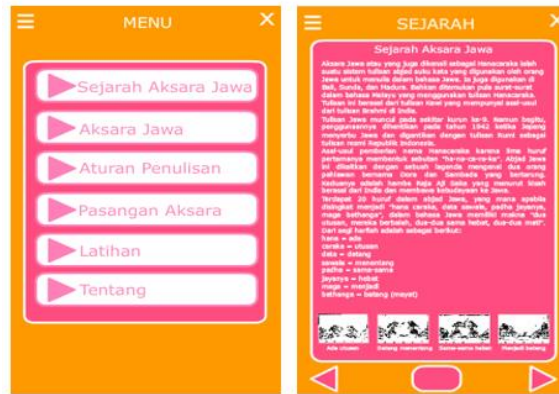 MENU
Sejarah Aksara Jawa
Aksara Jawa
Aturan Penulisan
Pasangan Aksara
Latihan
Tentang
SEJARAH
Sejarah Aksara Jawa
Aksara Jawa atau yang juga dikenali sebagai Hanacaraka ialah
suatu sistem tulisan abjad suku kata yang digunakan oleh orang
Jawa untuk menulis dalam bahasa Jawa. Ia juga digunakan di
Bali, Sunda, dan Madura. Bahkan ditemukan pula surat-surat
dalam bahasa Melayu yang menggunakan tulisan Hanacaraka.
Tulisan ini berasal dari tulisan Kawi yang mempunyai asal-usul
dari tulisan Brahmi di India.
Tulisan Jawa muncul pada sekitar kurun ke-9. Namun begitu,
penggunaannya dihentikan pada tahun 1942 ketika Jepang
menyerbu Jawa dan digantikan dengan tulisan Rumi sebagai
tulisan rasmi Republik Indonesia.
Asal-usul pemberian nama Hanacaraka karena lima huruf
pertamanya membentuk sebutan "ha-na-ca-ra-ka". Abjad Jawa
ini dikaitkan dengan sebuah lagenda mengenai dua orang
pahlawan bernama Dora dan Sembada yang bertarung.
Keduanya adalah hamba Raja Aji Saka yang menurut kisah
berasal dari India dan membawa kebudayaan ke Jawa.
Terdapat 20 huruf dalam abjad Jawa, yang mana apabila
disingkat menjadi "hana caraka, data sawala, padha jayanya,
maga bathanga", dalam bahasa Jawa memiliki makna "dua
utusan, mereka berbalah, dua-dua sama hebat, dua-dua mati".
Dari segi harfiah adalah sebagai berikut:
hana = ada
caraka = utusan
data = datang
sawala = menentang
padha = sama-sama
jayanya = hebat
maga = menjadi
bathanga = batang (mayat)
Ada utusan
Datang menentang
Sama-sama hebat
Menjadi batang